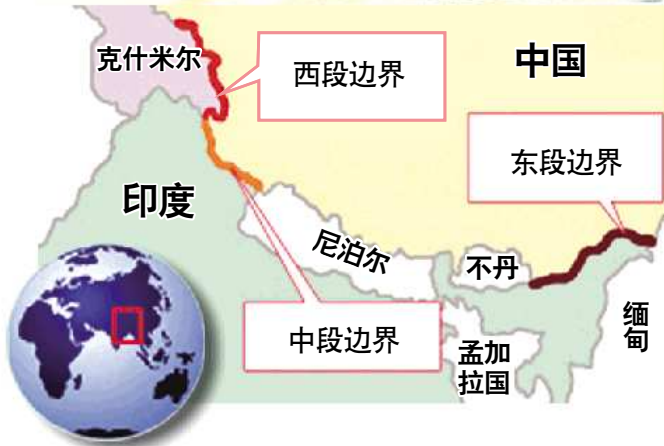 克什米尔
西段边界
中国
东段边界
印度
尼泊尔
不丹
缅甸
中段边界
孟加
拉国